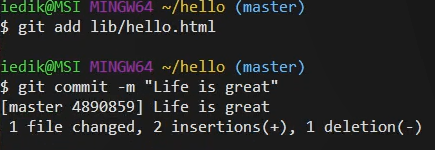 iedik@MSI MINGW64 ~/hello (master)
$ git add lib/hello.html
iedik@MSI MINGW64 ~/hello (master)
$ git commit -m "Life is great"
[master 4890859] Life is great
1 file changed, 2 insertions(+), 1 deletion(-)